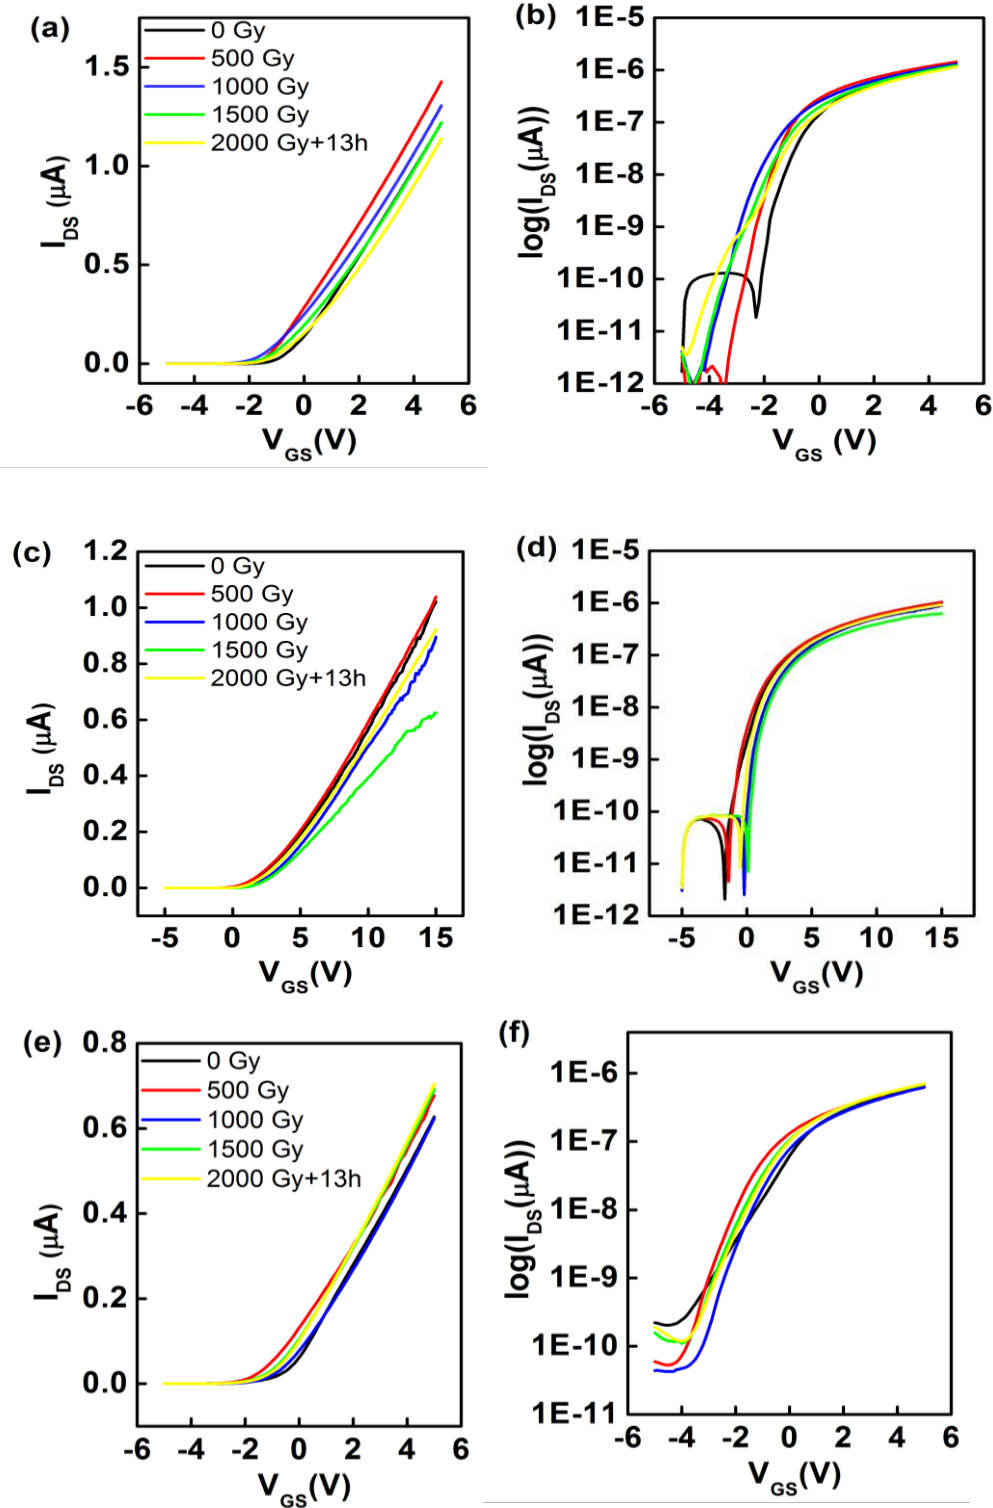 (a)
0 Gy
500 Gy
1000 Gy
1500 Gy
2000 Gy+13h
1.5
1.0
0.5
0.0
I_DS (μA)
-6 -4 -2 0 2 4 6
V_GS(V)
(b)
1E-5
1E-6
1E-7
1E-8
1E-9
1E-10
1E-11
1E-12
log(I_DS(μA))
-6 -4 -2 0 2 4 6
V_GS (V)
(c)
0 Gy
500 Gy
1000 Gy
1500 Gy
2000 Gy+13h
1.2
1.0
0.8
0.6
0.4
0.2
0.0
I_DS (μA)
-5 0 5 10 15
V_GS(V)
(d)
1E-5
1E-6
1E-7
1E-8
1E-9
1E-10
1E-11
1E-12
log(I_DS(μA))
-5 0 5 10 15
V_GS(V)
(e)
0 Gy
500 Gy
1000 Gy
1500 Gy
2000 Gy+13h
0.8
0.6
0.4
0.2
0.0
I_DS (μA)
-6 -4 -2 0 2 4 6
V_GS(V)
(f)
1E-6
1E-7
1E-8
1E-9
1E-10
1E-11
log(I_DS(μA))
-6 -4 -2 0 2 4 6
V_GS(V)